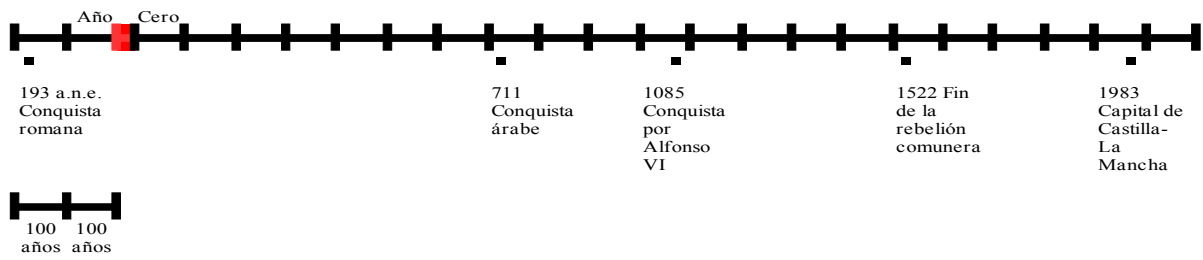 Año Cero
193 a.n.e.
Conquista
romana
711
Conquista
árabe
1085
Conquista
por
Alfonso
VI
1522 Fin
de la
rebelión
comunera
1983
Capital de
Castilla-
La
Mancha
100 100
años años